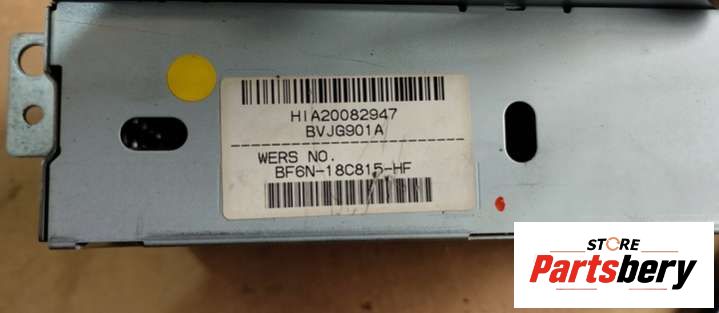 HIA20082947
BVJG901A
WERS NO.
BF6N-18C815-HF
STORE
Partsbery